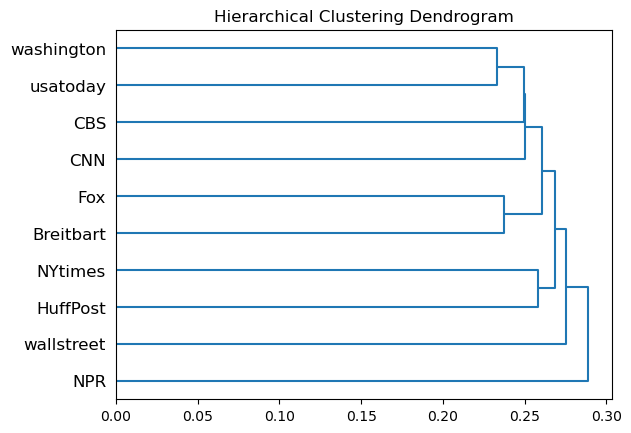 Hierarchical Clustering Dendrogram
washington
usatoday
CBS
CNN
Fox
Breitbart
NYtimes
HuffPost
wallstreet
NPR
0.00 0.05 0.10 0.15 0.20 0.25 0.30